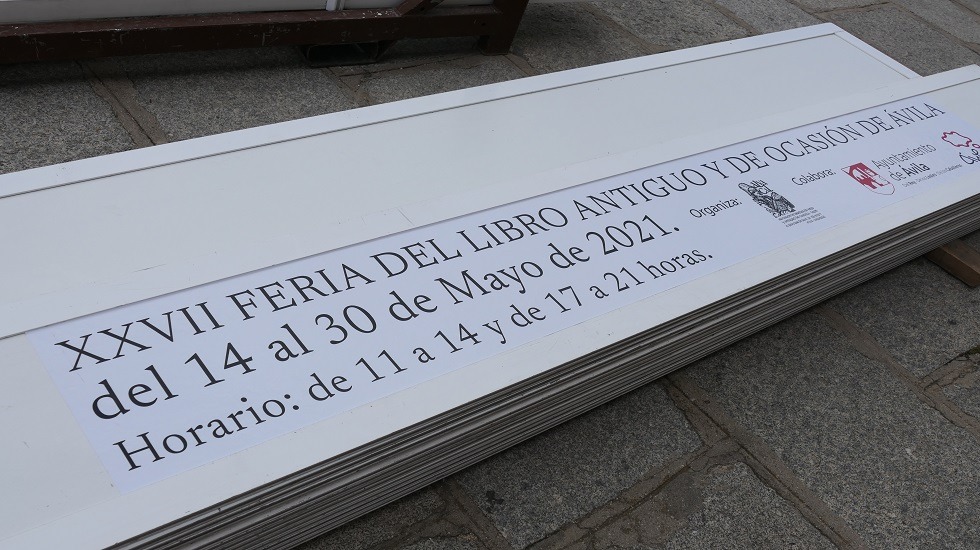 XXVII FERIA DEL LIBRO ANTIGUO Y DE OCASIÓN DE ÁVILA
del 14 al 30 de Mayo de 2021.
Horario: de 11 a 14 y de 17 a 21 horas.
Organiza:
Colabora:
Ayuntamiento
de Ávila